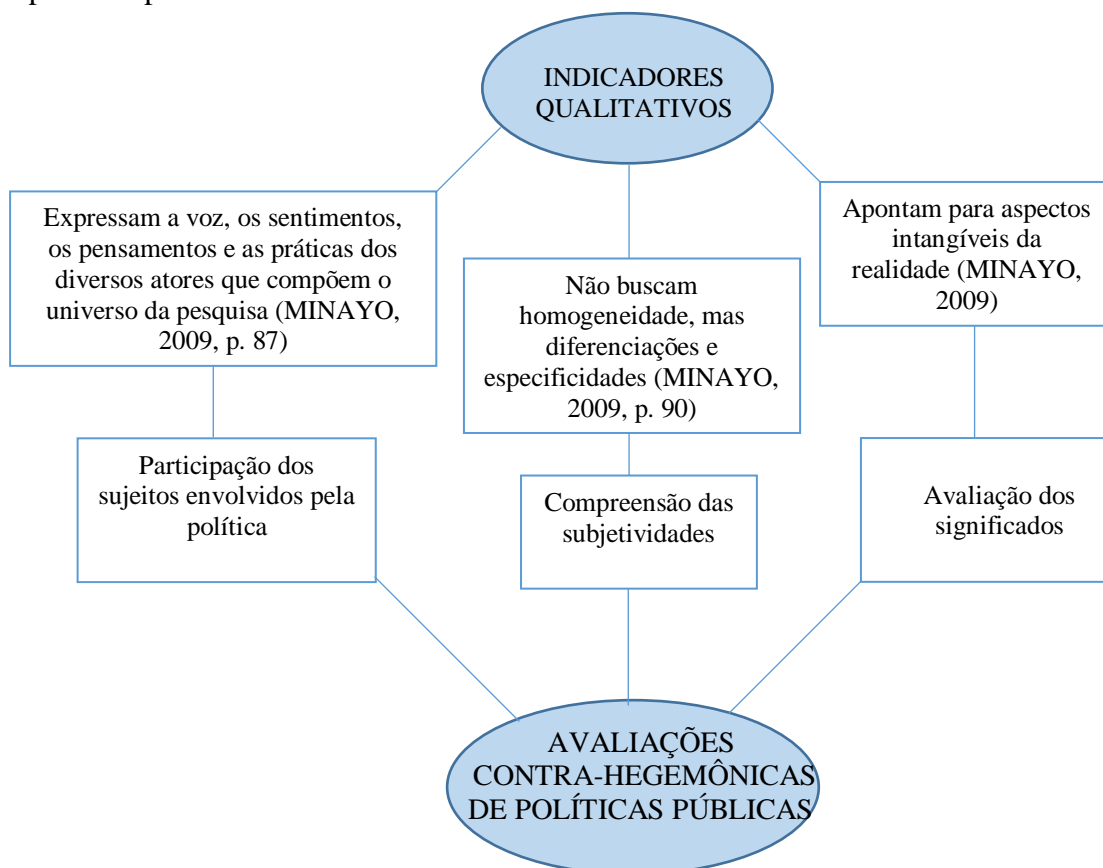 INDICADORES
QUALITATIVOS
Expressam a voz, os sentimentos,
os pensamentos e as práticas dos
diversos atores que compõem o
universo da pesquisa (MINAYO,
2009, p. 87)
Não buscam
homogeneidade, mas
diferenciações e
especificidades (MINAYO,
2009, p. 90)
Apontam para aspectos
intangíveis da
realidade (MINAYO,
2009)
Participação dos
sujeitos envolvidos pela
política
Compreensão das
subjetividades
Avaliação dos
significados
AVALIAÇÕES
CONTRA-HEGEMÔNICAS
DE POLÍTICAS PÚBLICAS